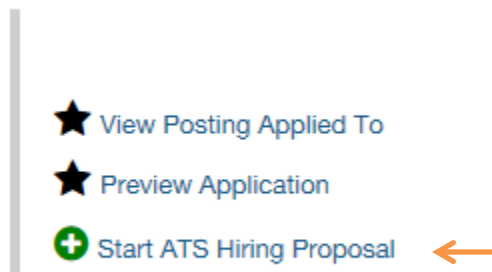 View Posting Applied To
Preview Application
Start ATS Hiring Proposal